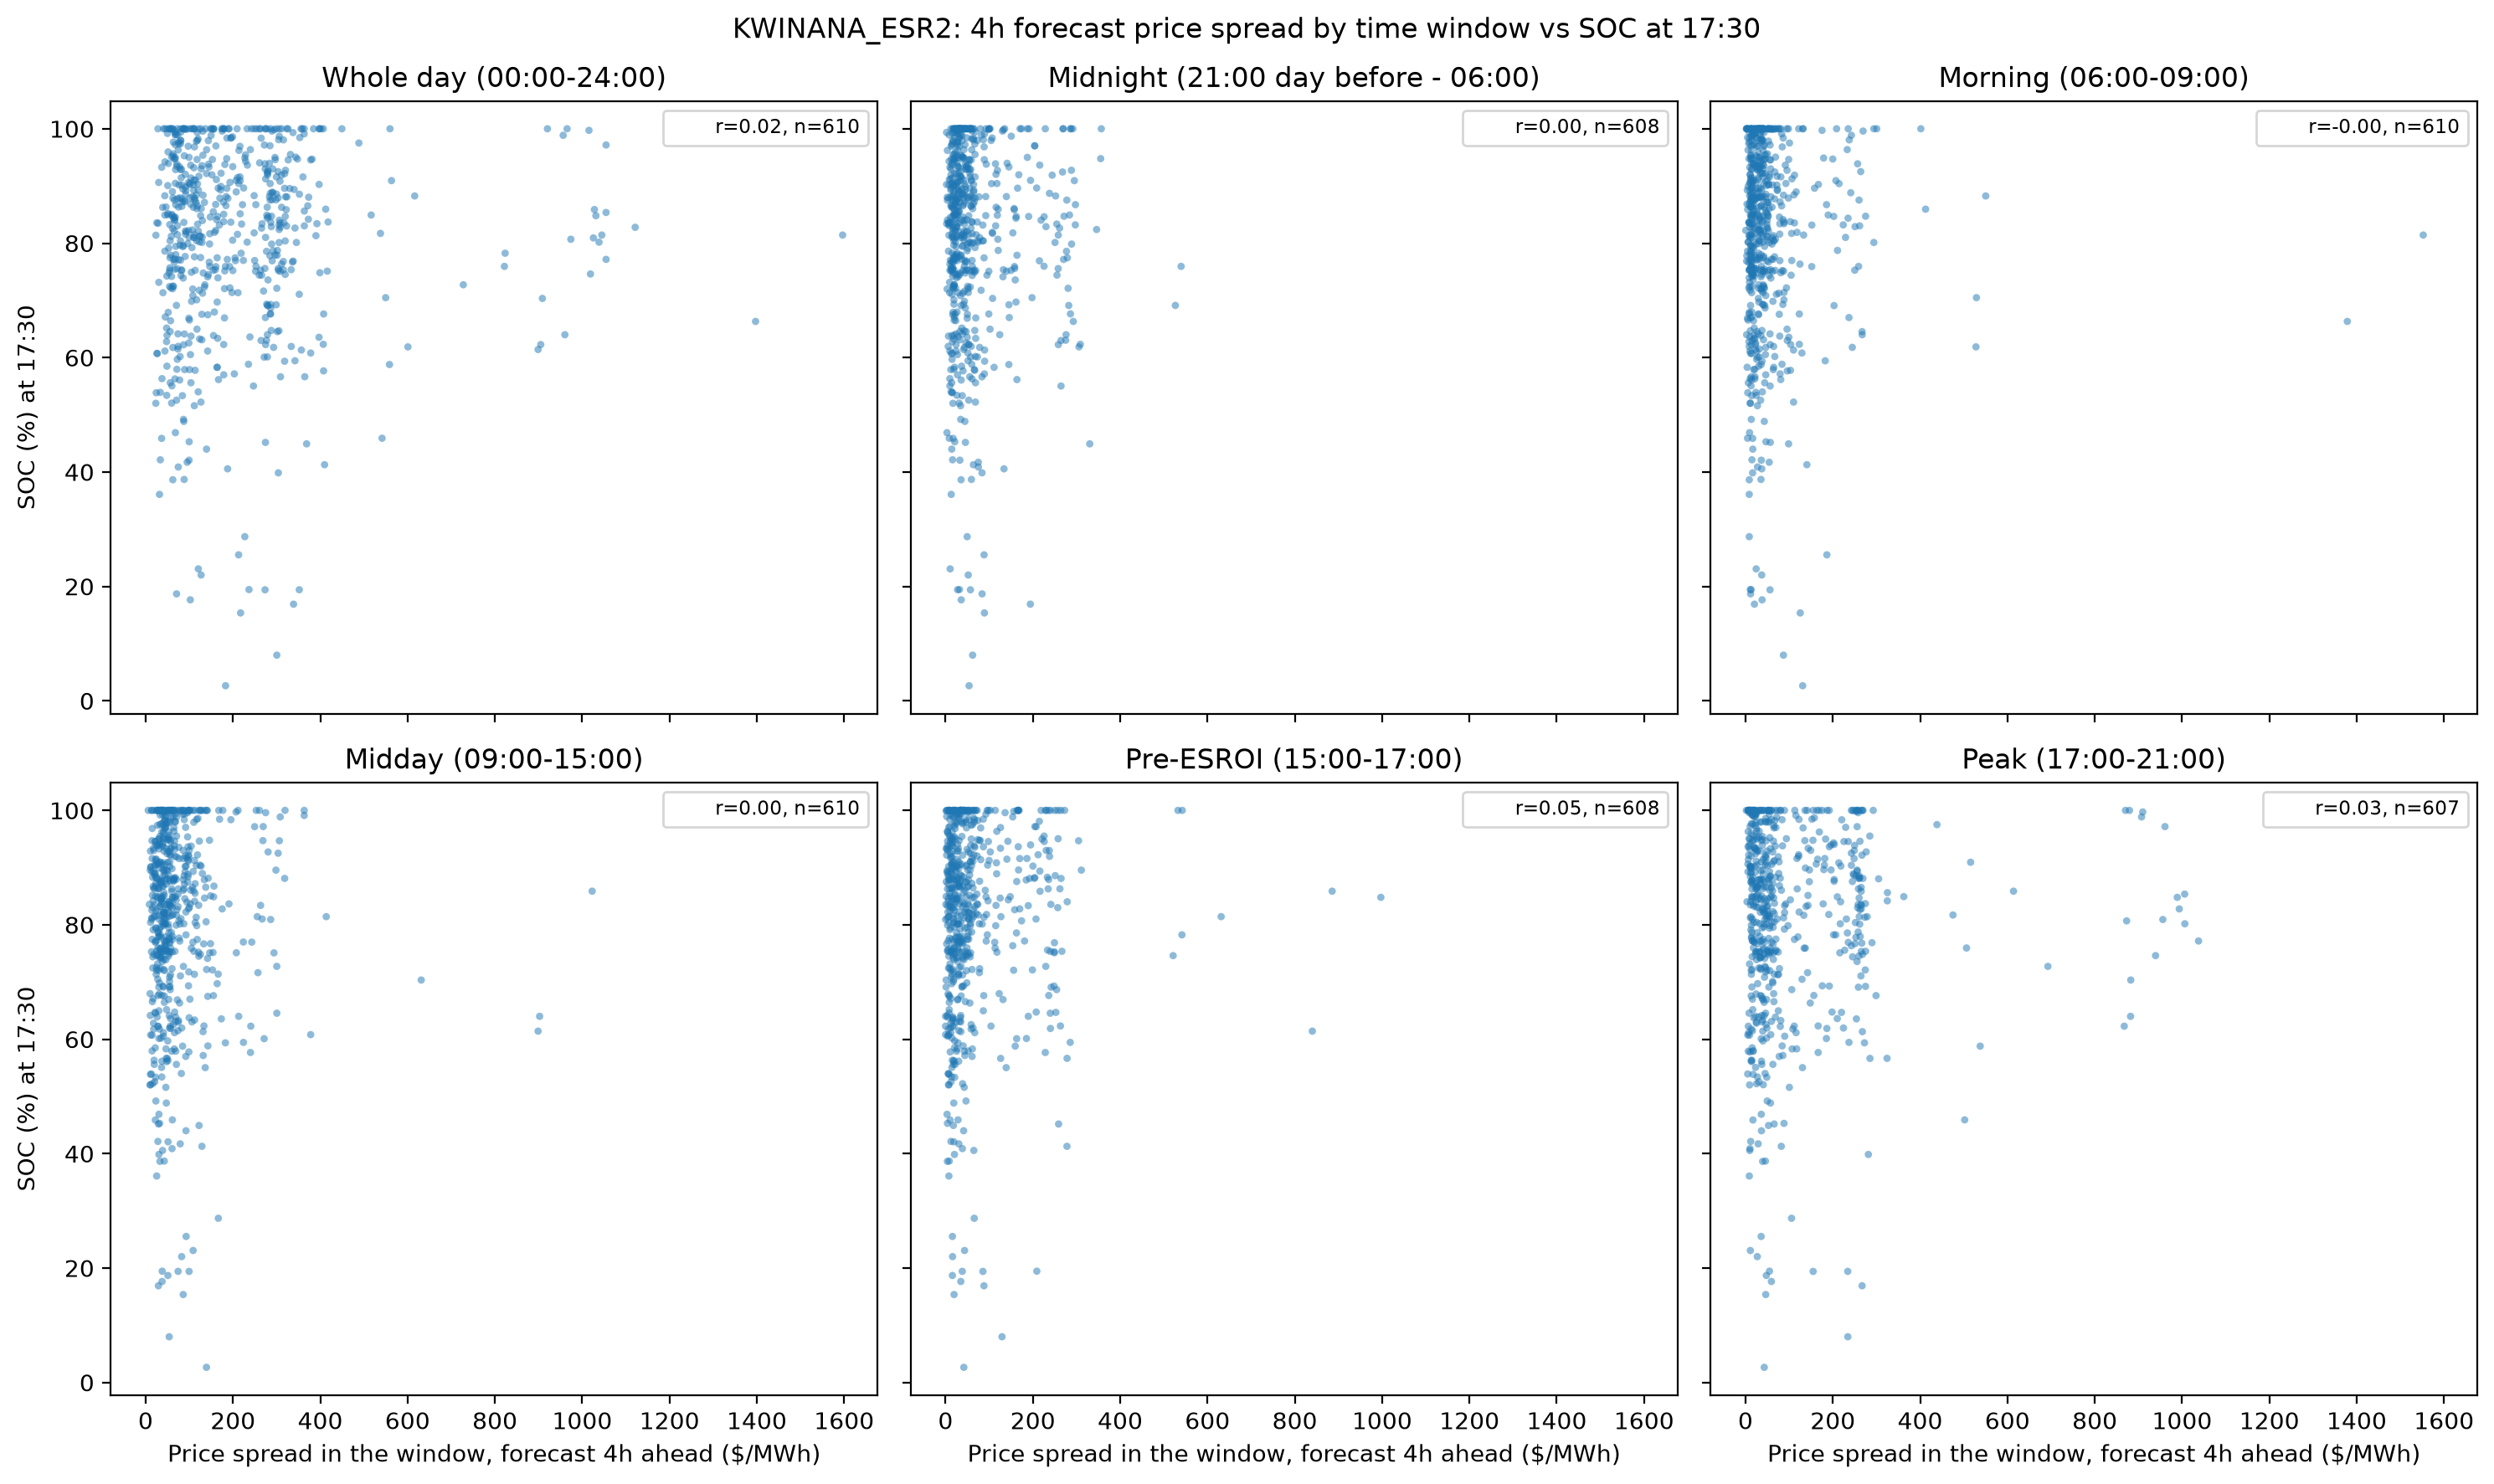 KWINANA_ESR2: 4h forecast price spread by time window vs SOC at 17:30
Whole day (00:00-24:00)
Midnight (21:00 day before - 06:00)
Morning (06:00-09:00)
r=0.02, n=610
r=0.00, n=608
r=-0.00, n=610
SOC (%) at 17:30
100
80
60
40
20
0
Midday (09:00-15:00)
Pre-ESROI (15:00-17:00)
Peak (17:00-21:00)
r=0.00, n=610
r=0.05, n=608
r=0.03, n=607
SOC (%) at 17:30
100
80
60
40
20
0
0 200 400 600 800 1000 1200 1400 1600
0 200 400 600 800 1000 1200 1400 1600
0 200 400 600 800 1000 1200 1400 1600
Price spread in the window, forecast 4h ahead ($/MWh)
Price spread in the window, forecast 4h ahead ($/MWh)
Price spread in the window, forecast 4h ahead ($/MWh)